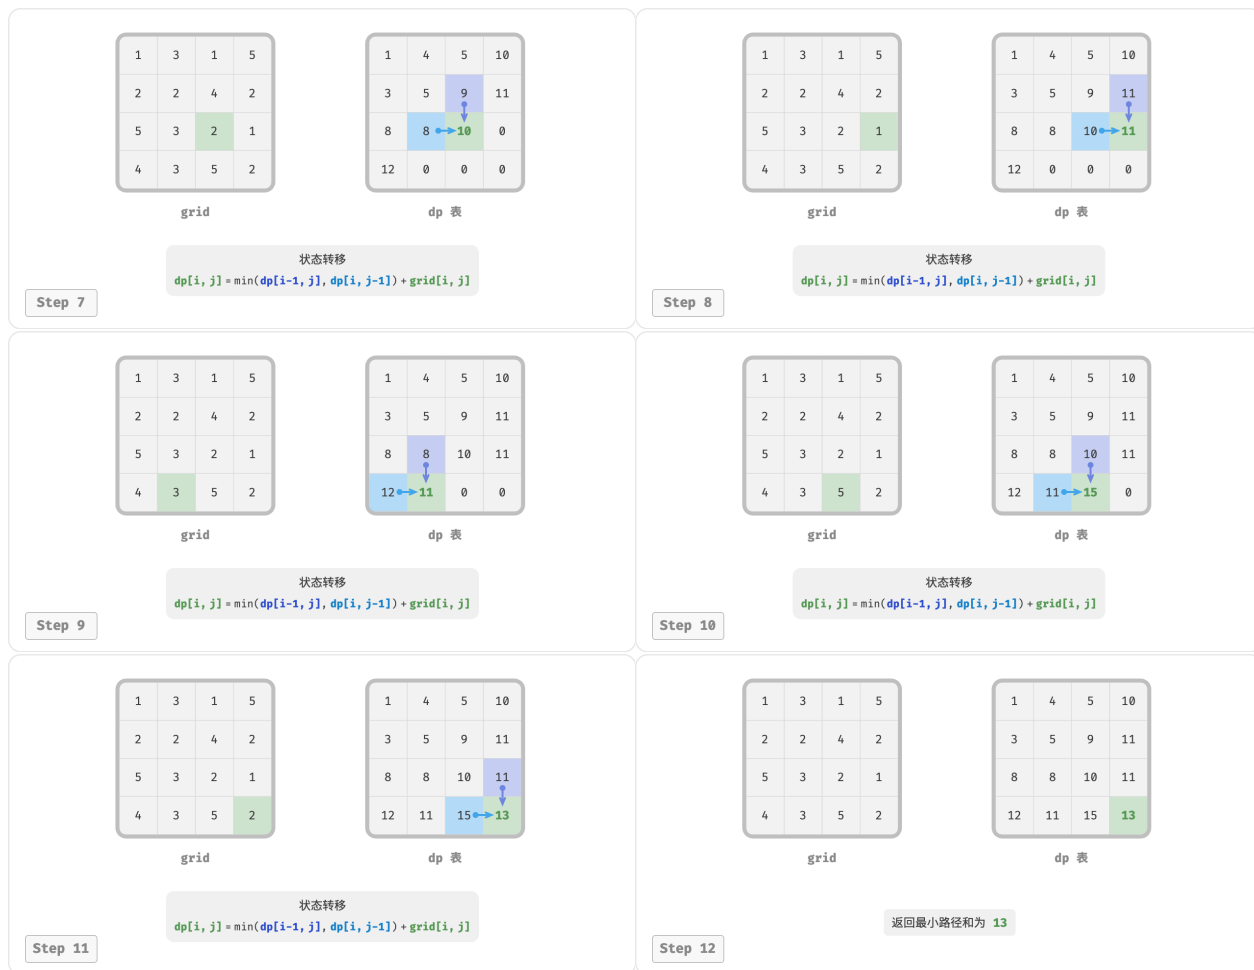 1 3 1 5
2 2 4 2
5 3 2 1
4 3 5 2
grid
1 4 5 10
3 5 9 11
8 8 10 0
12 0 0 0
dp 表
状态转移
dp[i, j] = min(dp[i-1, j], dp[i, j-1]) + grid[i, j]
Step 7
1 3 1 5
2 2 4 2
5 3 2 1
4 3 5 2
grid
1 4 5 10
3 5 9 11
8 8 10 11
12 0 0 0
dp 表
状态转移
dp[i, j] = min(dp[i-1, j], dp[i, j-1]) + grid[i, j]
Step 8
1 3 1 5
2 2 4 2
5 3 2 1
4 3 5 2
grid
1 4 5 10
3 5 9 11
8 8 10 11
12 11 0 0
dp 表
状态转移
dp[i, j] = min(dp[i-1, j], dp[i, j-1]) + grid[i, j]
Step 9
1 3 1 5
2 2 4 2
5 3 2 1
4 3 5 2
grid
1 4 5 10
3 5 9 11
8 8 10 11
12 11 15 0
dp 表
状态转移
dp[i, j] = min(dp[i-1, j], dp[i, j-1]) + grid[i, j]
Step 10
1 3 1 5
2 2 4 2
5 3 2 1
4 3 5 2
grid
1 4 5 10
3 5 9 11
8 8 10 11
12 11 15 13
dp 表
状态转移
dp[i, j] = min(dp[i-1, j], dp[i, j-1]) + grid[i, j]
Step 11
1 3 1 5
2 2 4 2
5 3 2 1
4 3 5 2
grid
1 4 5 10
3 5 9 11
8 8 10 11
12 11 15 13
dp 表
返回最小路径和为 13
Step 12